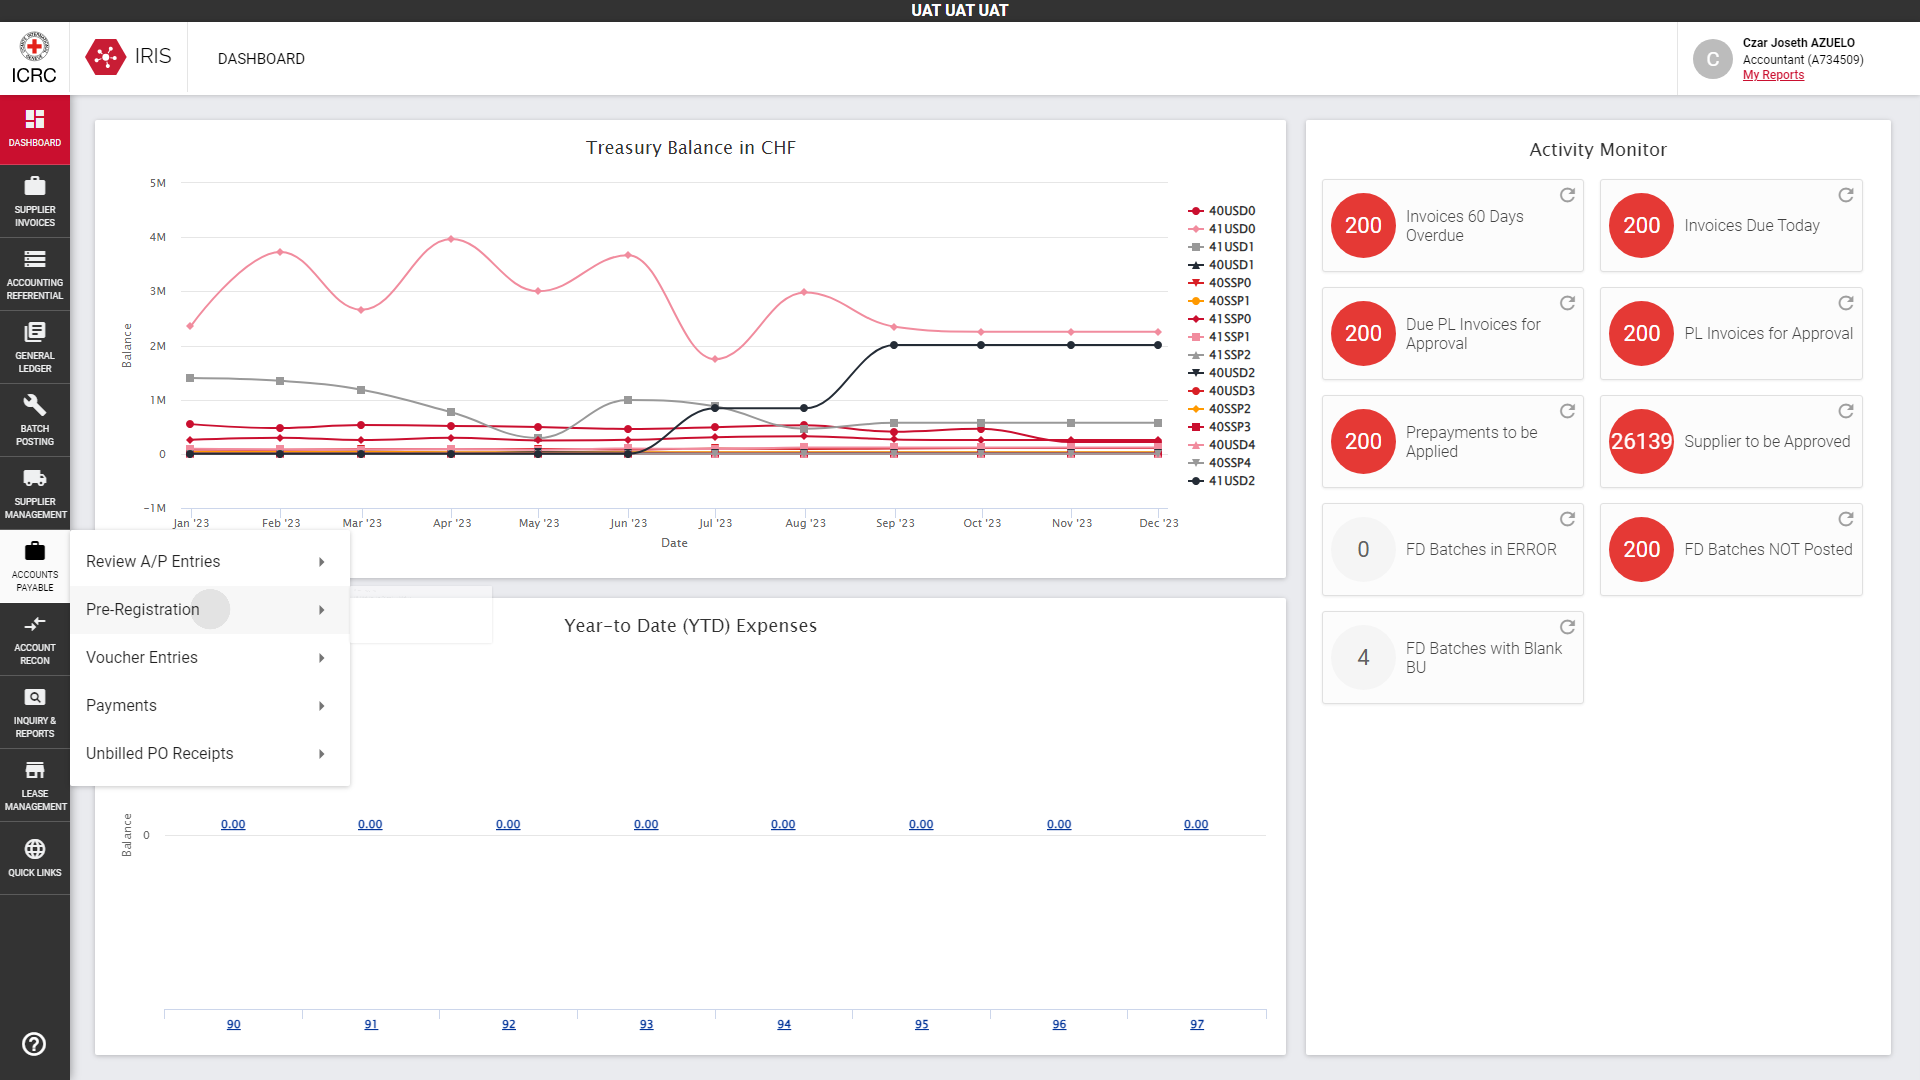 UAT UAT UAT
ICRC
IRIS
DASHBOARD
C
Czar Joseth AZUELO
Accountant (A734509)
My Reports
DASHBOARD
SUPPLIER
INVOICES
ACCOUNTING
REFERENTIAL
GENERAL
LEDGER
BATCH
POSTING
SUPPLIER
MANAGEMENT
ACCOUNTS
PAYABLE
ACCOUNT
RECON
INQUIRY &
REPORTS
LEASE
MANAGEMENT
QUICK LINKS
Review A/P Entries
Pre-Registration
Voucher Entries
Payments
Unbilled PO Receipts
Treasury Balance in CHF
Balance
5M
4M
3M
2M
1M
0
−1M
Jan '23
Feb '23
Mar '23
Apr '23
May '23
Jun '23
Jul '23
Aug '23
Sep '23
Oct '23
Nov '23
Dec '23
Date
40USD0
41USD0
41USD1
40USD1
40SSP0
40SSP1
41SSP0
41SSP1
41SSP2
40USD2
40USD3
40SSP2
40SSP3
40USD4
40SSP4
41USD2
Year-to Date (YTD) Expenses
Balance
0
0.00
0.00
0.00
0.00
0.00
0.00
0.00
0.00
90
91
92
93
94
95
96
97
Activity Monitor
200
Invoices 60 Days
Overdue
200
Invoices Due Today
200
Due PL Invoices for
Approval
200
PL Invoices for Approval
200
Prepayments to be
Applied
26139
Supplier to be Approved
0
FD Batches in ERROR
200
FD Batches NOT Posted
4
FD Batches with Blank
BU